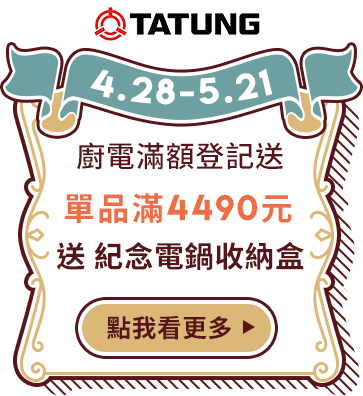 TATUNG
4.28-5.21
廚電滿額登記送
單品滿4490元
送 紀念電鍋收納盒
點我看更多